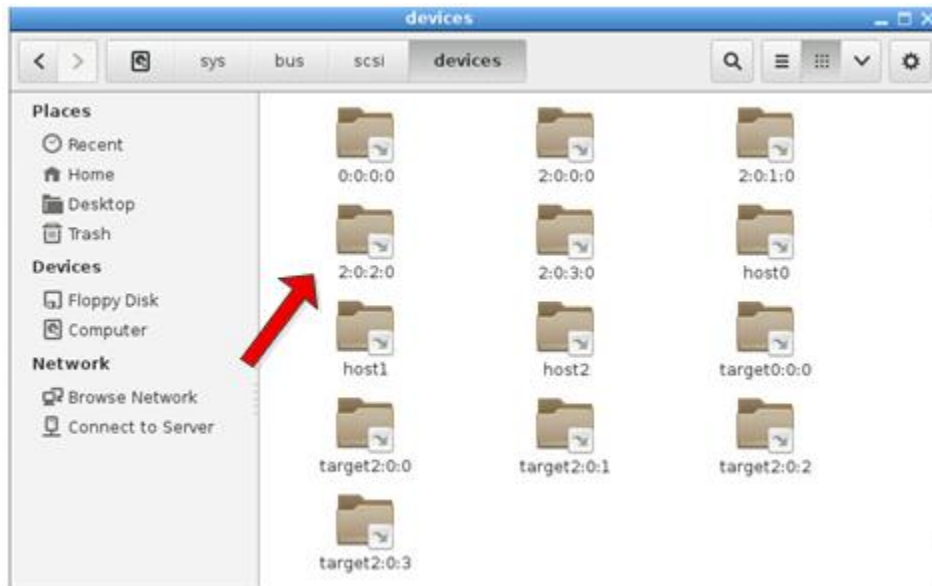 devices
sys bus scsi devices
Places
Recent
Home
Desktop
Trash
Devices
Floppy Disk
Computer
Network
Browse Network
Connect to Server
0:0:0:0 2:0:0:0 2:0:1:0
2:0:2:0 2:0:3:0 host0
host1 host2 target0:0:0
target2:0:0 target2:0:1 target2:0:2
target2:0:3